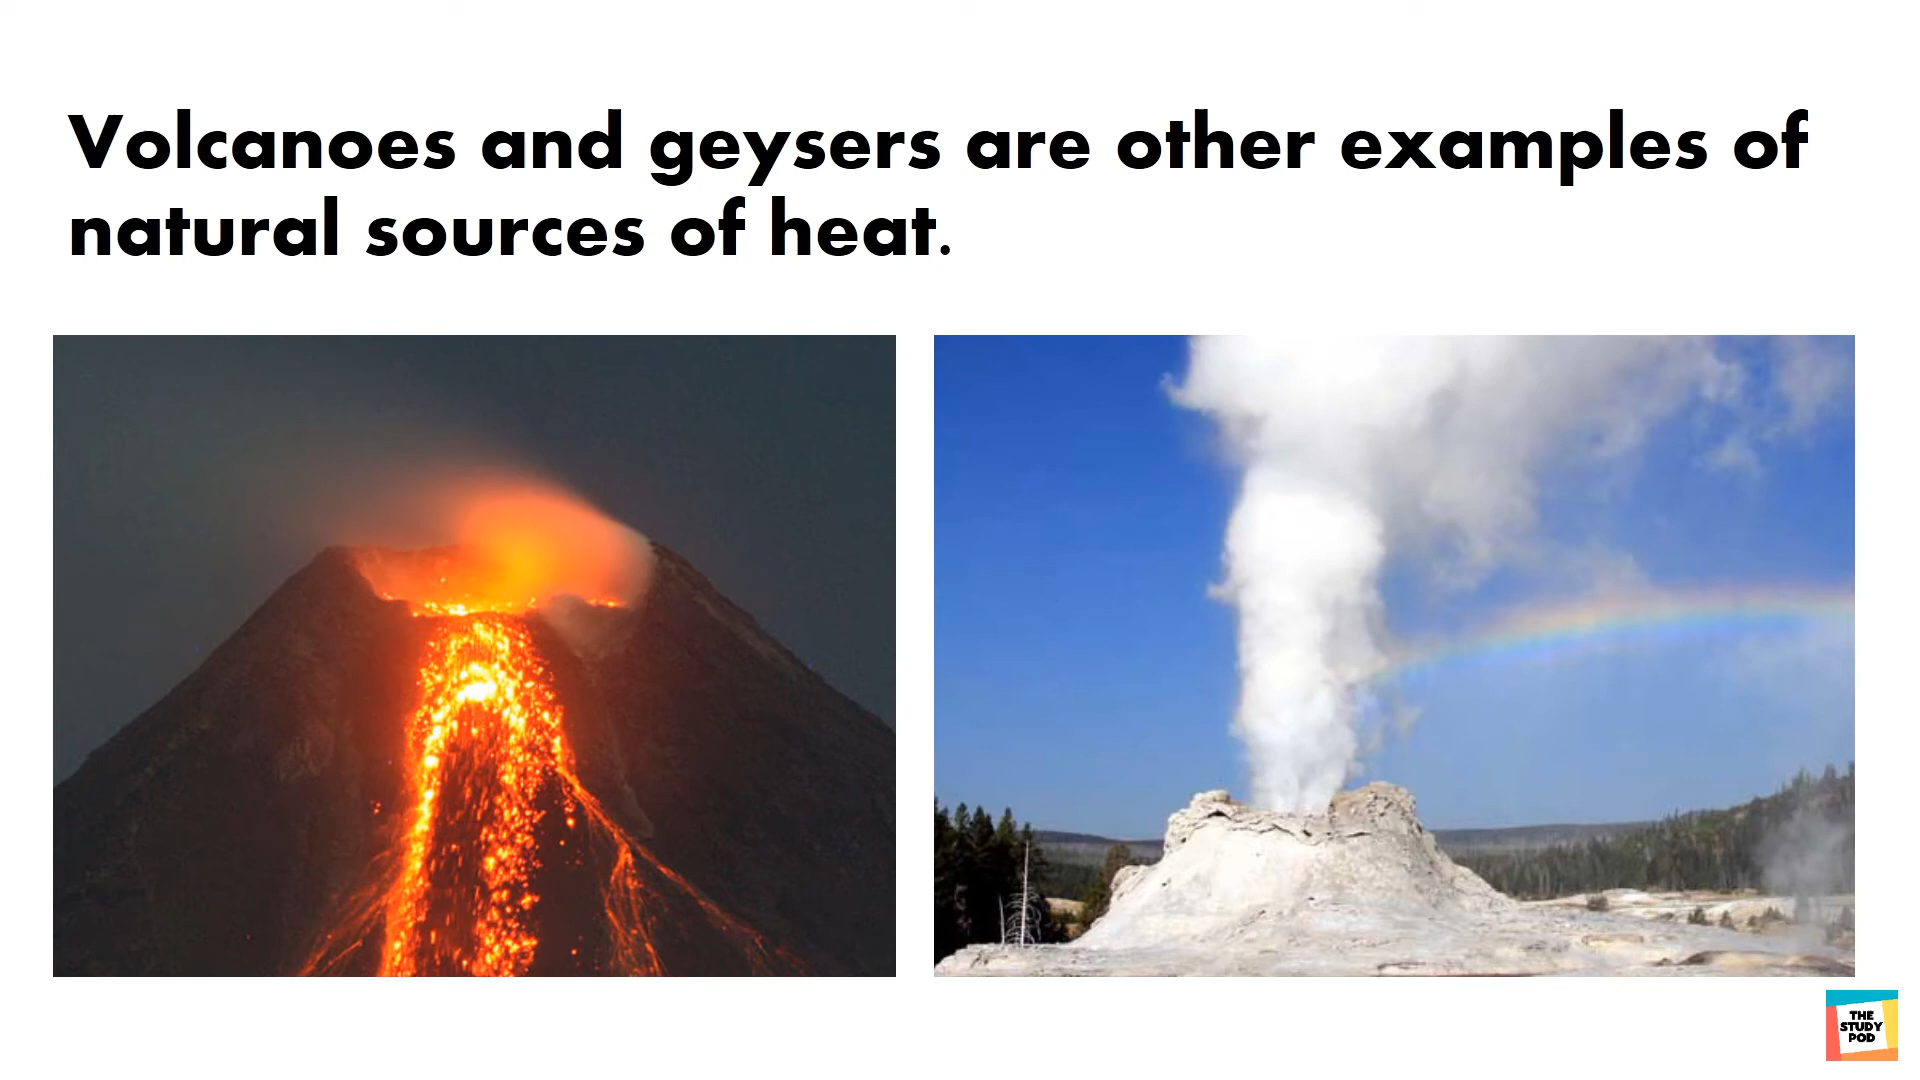 Volcanoes and geysers are other examples of
natural sources of heat.
THE
STUDY
POD